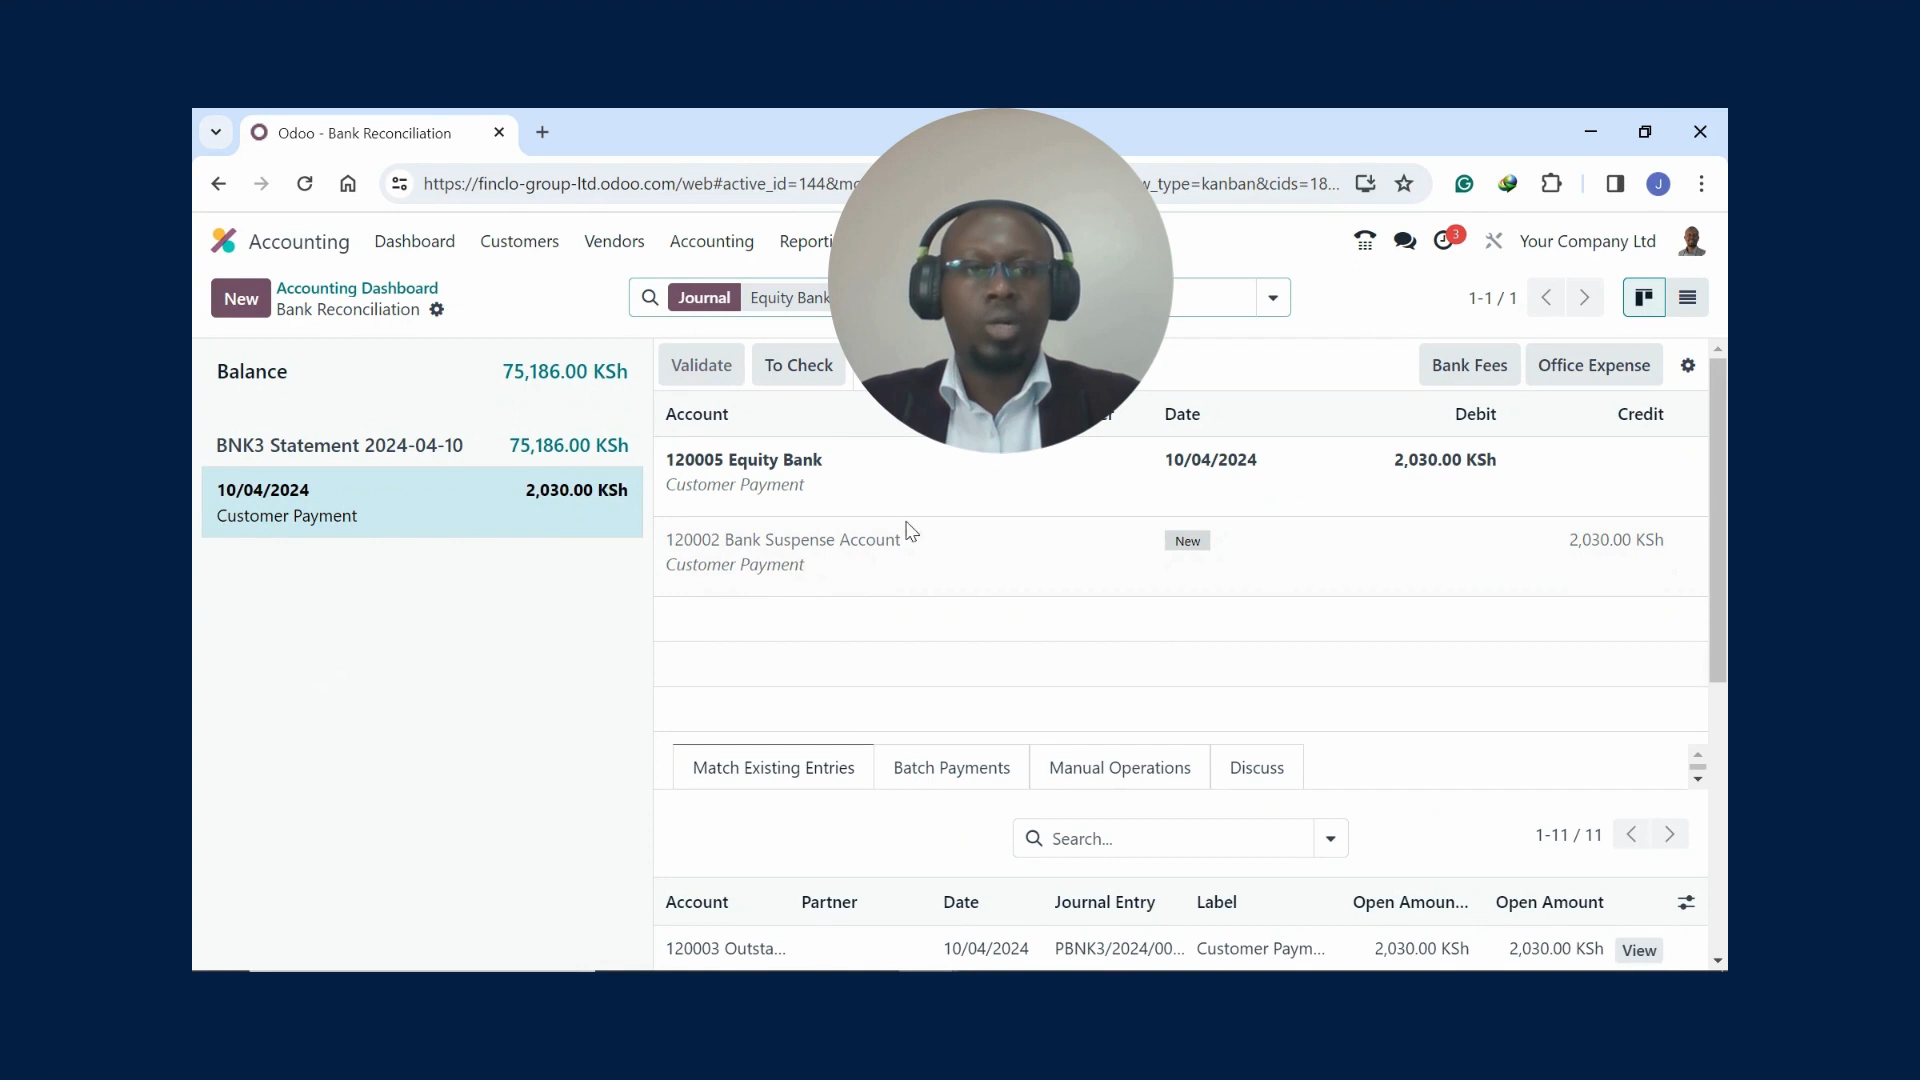 Odoo - Bank Reconciliation
https://finclo-group-ltd.odoo.com/web#active_id=144&mo
w_type=kanban&cids=18...
J
Accounting Dashboard Customers Vendors Accounting Reporti
3 Your Company Ltd
New Accounting Dashboard
Bank Reconciliation
Journal Equity Bank
1-1 / 1
Balance 75,186.00 KSh
BNK3 Statement 2024-04-10 75,186.00 KSh
10/04/2024 2,030.00 KSh
Customer Payment
Validate To Check Bank Fees Office Expense
Account Date Debit Credit
120005 Equity Bank 10/04/2024 2,030.00 KSh
Customer Payment
120002 Bank Suspense Account New 2,030.00 KSh
Customer Payment
Match Existing Entries Batch Payments Manual Operations Discuss
Search... 1-11 / 11
Account Partner Date Journal Entry Label Open Amoun... Open Amount
120003 Outsta... 10/04/2024 PBNK3/2024/00... Customer Paym... 2,030.00 KSh 2,030.00 KSh View